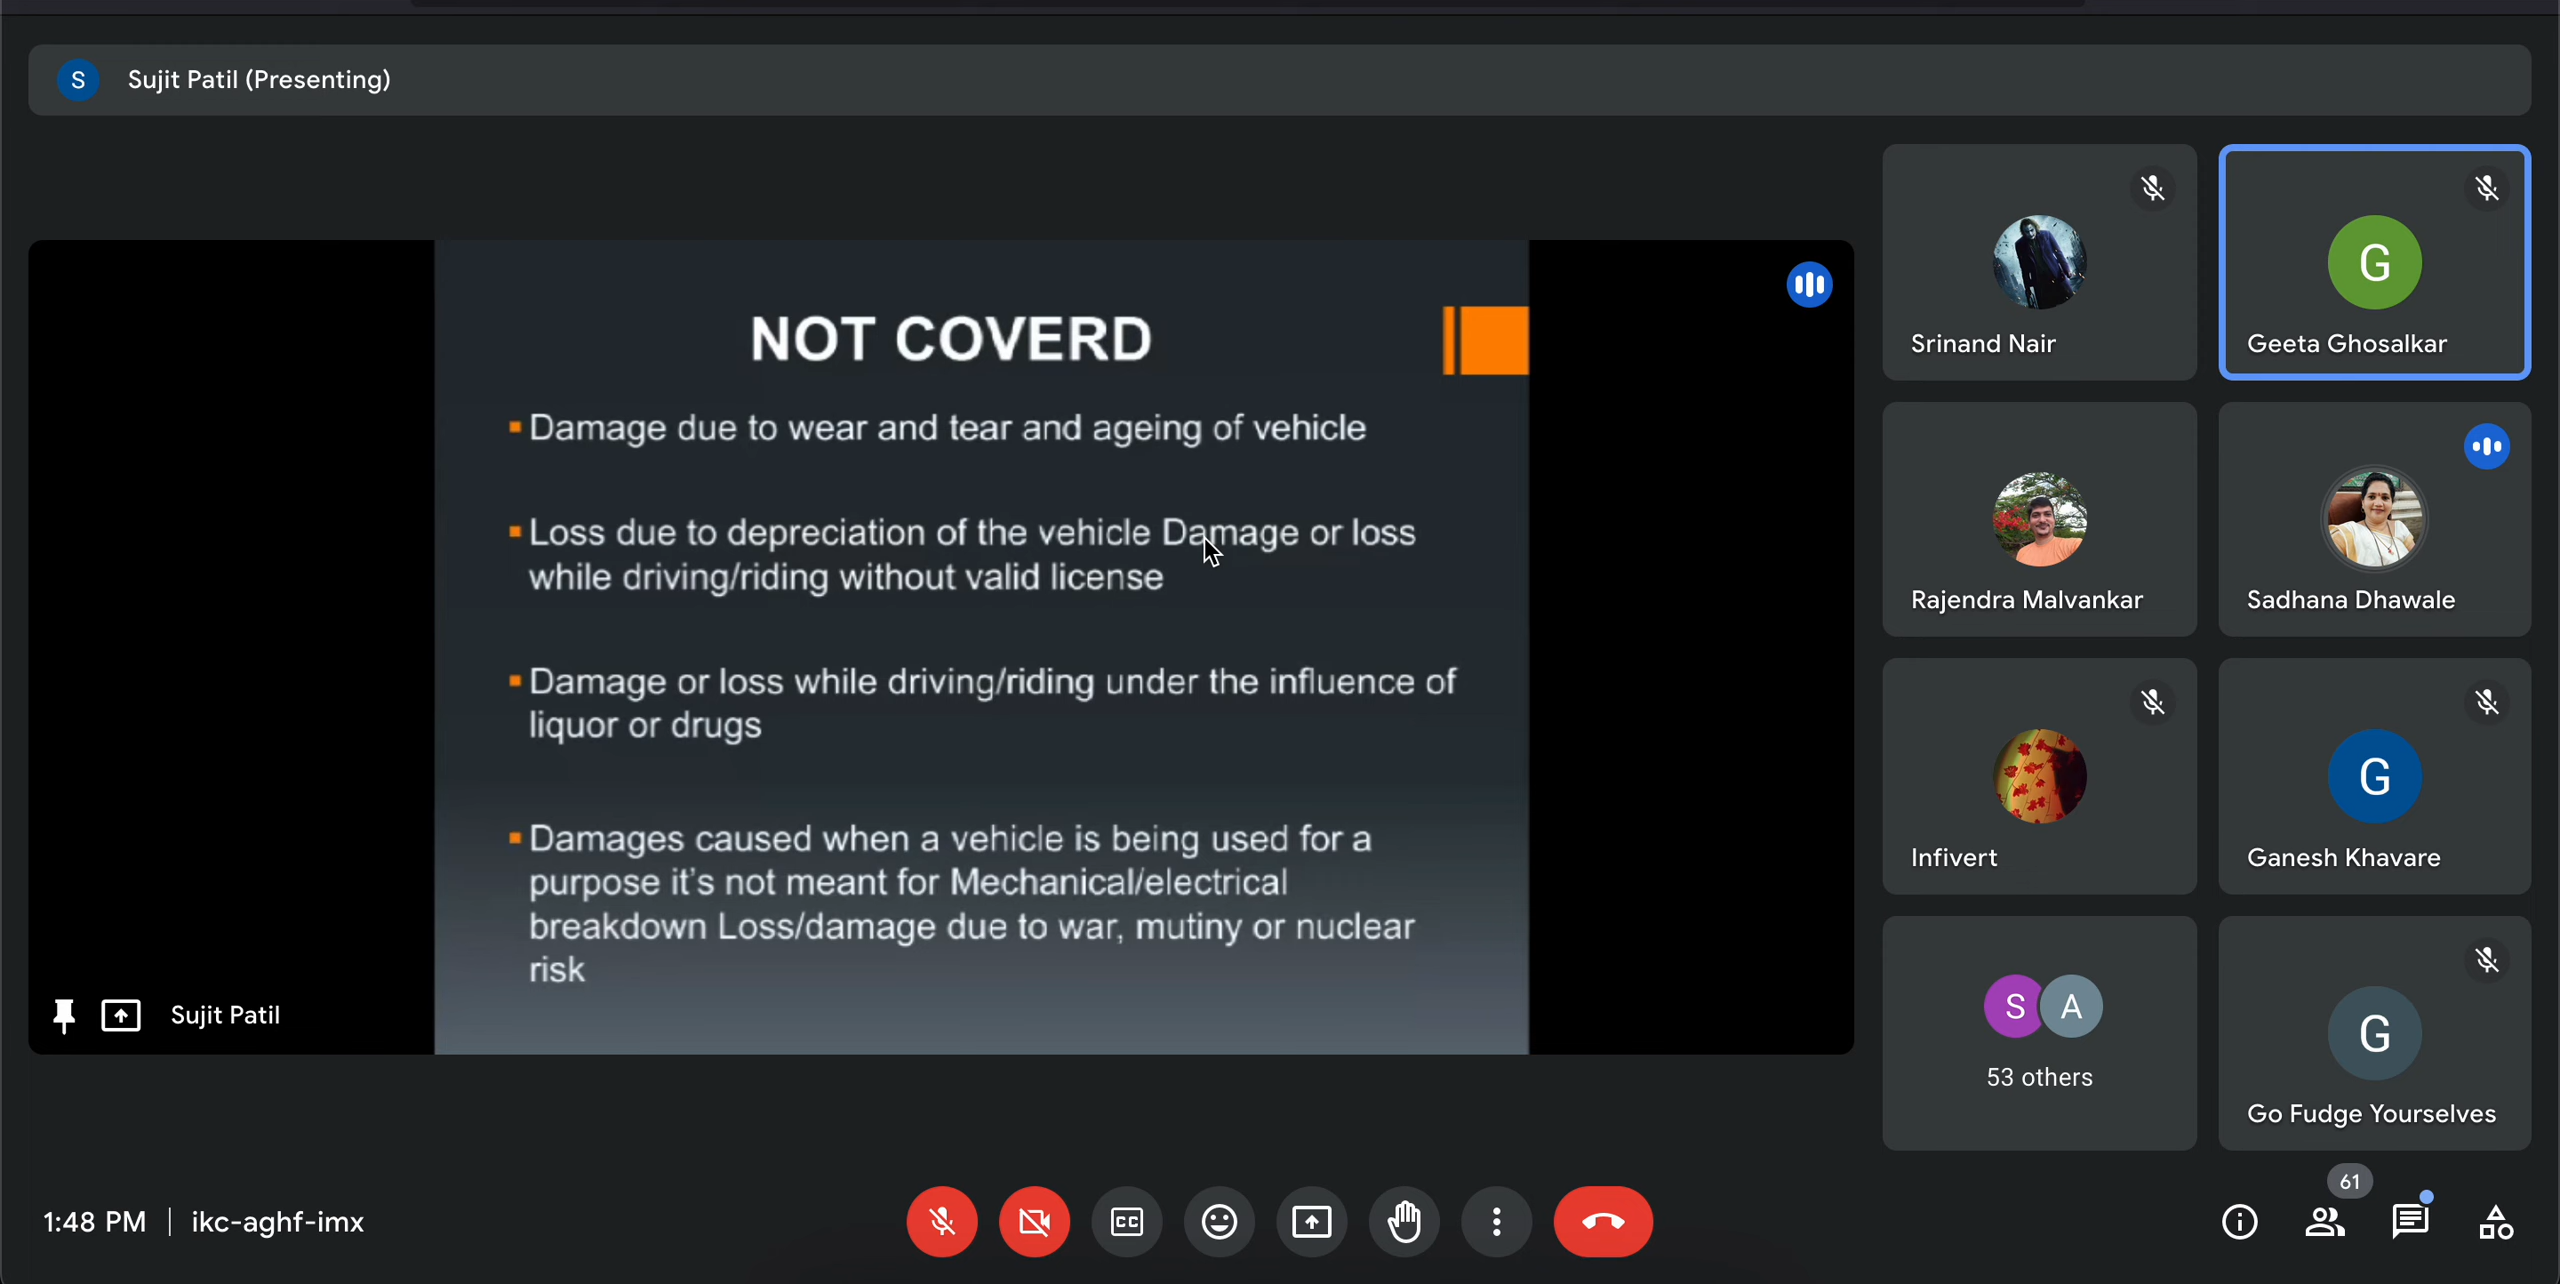 S Sujit Patil (Presenting)
NOT COVERD
Damage due to wear and tear and ageing of vehicle
Loss due to depreciation of the vehicle Damage or loss
while driving/riding without valid license
Damage or loss while driving/riding under the influence of
liquor or drugs
Damages caused when a vehicle is being used for a
purpose it's not meant for Mechanical/electrical
breakdown Loss/damage due to war, mutiny or nuclear
risk
Sujit Patil
Srinand Nair
G
Geeta Ghosalkar
Rajendra Malvankar
Sadhana Dhawale
Infivert
G
Ganesh Khavare
S A
53 others
G
Go Fudge Yourselves
1:48 PM | ikc-aghf-imx
CC
61